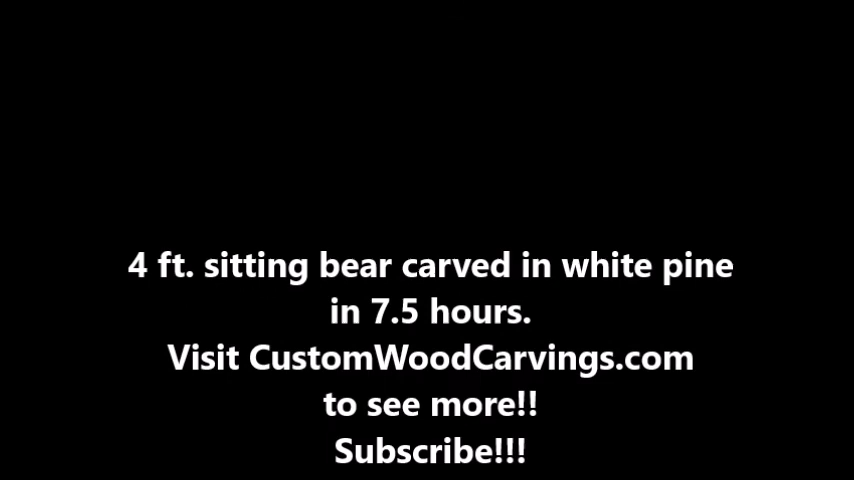 4 ft. sitting bear carved in white pine
in 7.5 hours.
Visit CustomWoodCarvings.com
to see more!!
Subscribe!!!